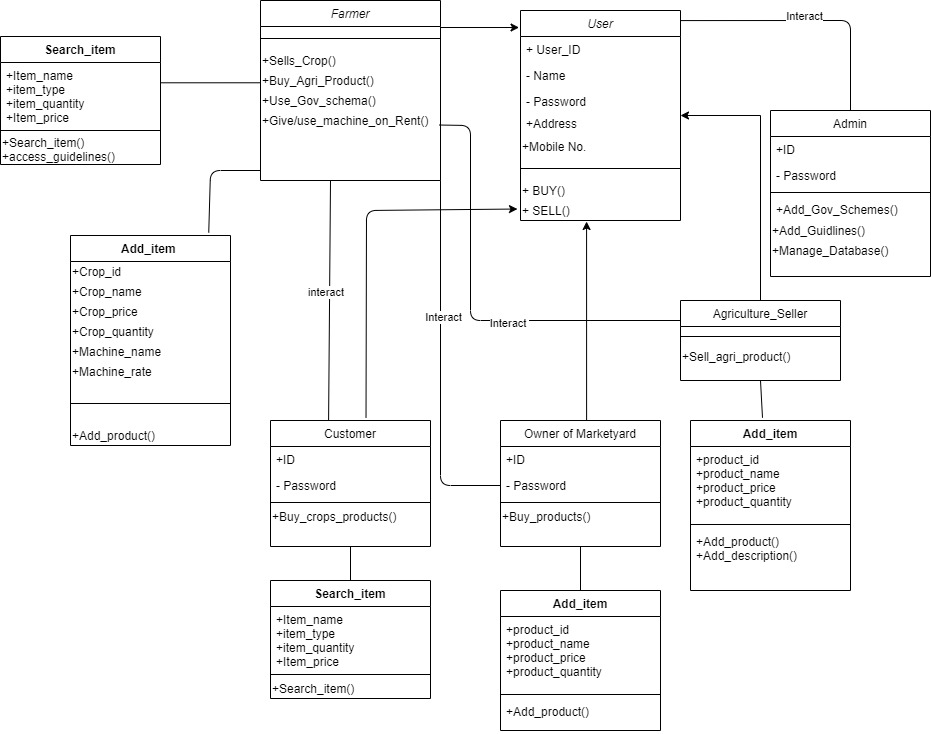 Farmer
+Sells_Crop()
+Buy_Agri_Product()
+Use_Gov_schema()
+Give/use_machine_on_Rent()
User
+ User_ID
- Name
- Password
+Address
+Mobile No.
+ BUY()
+ SELL()
Interact
Search_item
+Item_name
+item_type
+item_quantity
+Item_price
+Search_item()
+access_guidelines()
Admin
+ID
- Password
+Add_Gov_Schemes()
+Add_Guidlines()
+Manage_Database()
Add_item
+Crop_id
+Crop_name
+Crop_price
+Crop_quantity
+Machine_name
+Machine_rate
+Add_product()
interact
Interact
Interact
Agriculture_Seller
+Sell_agri_product()
Customer
+ID
- Password
+Buy_crops_products()
Owner of Marketyard
+ID
- Password
+Buy_products()
Add_item
+product_id
+product_name
+product_price
+product_quantity
+Add_product()
+Add_description()
Search_item
+Item_name
+item_type
+item_quantity
+Item_price
+Search_item()
Add_item
+product_id
+product_name
+product_price
+product_quantity
+Add_product()